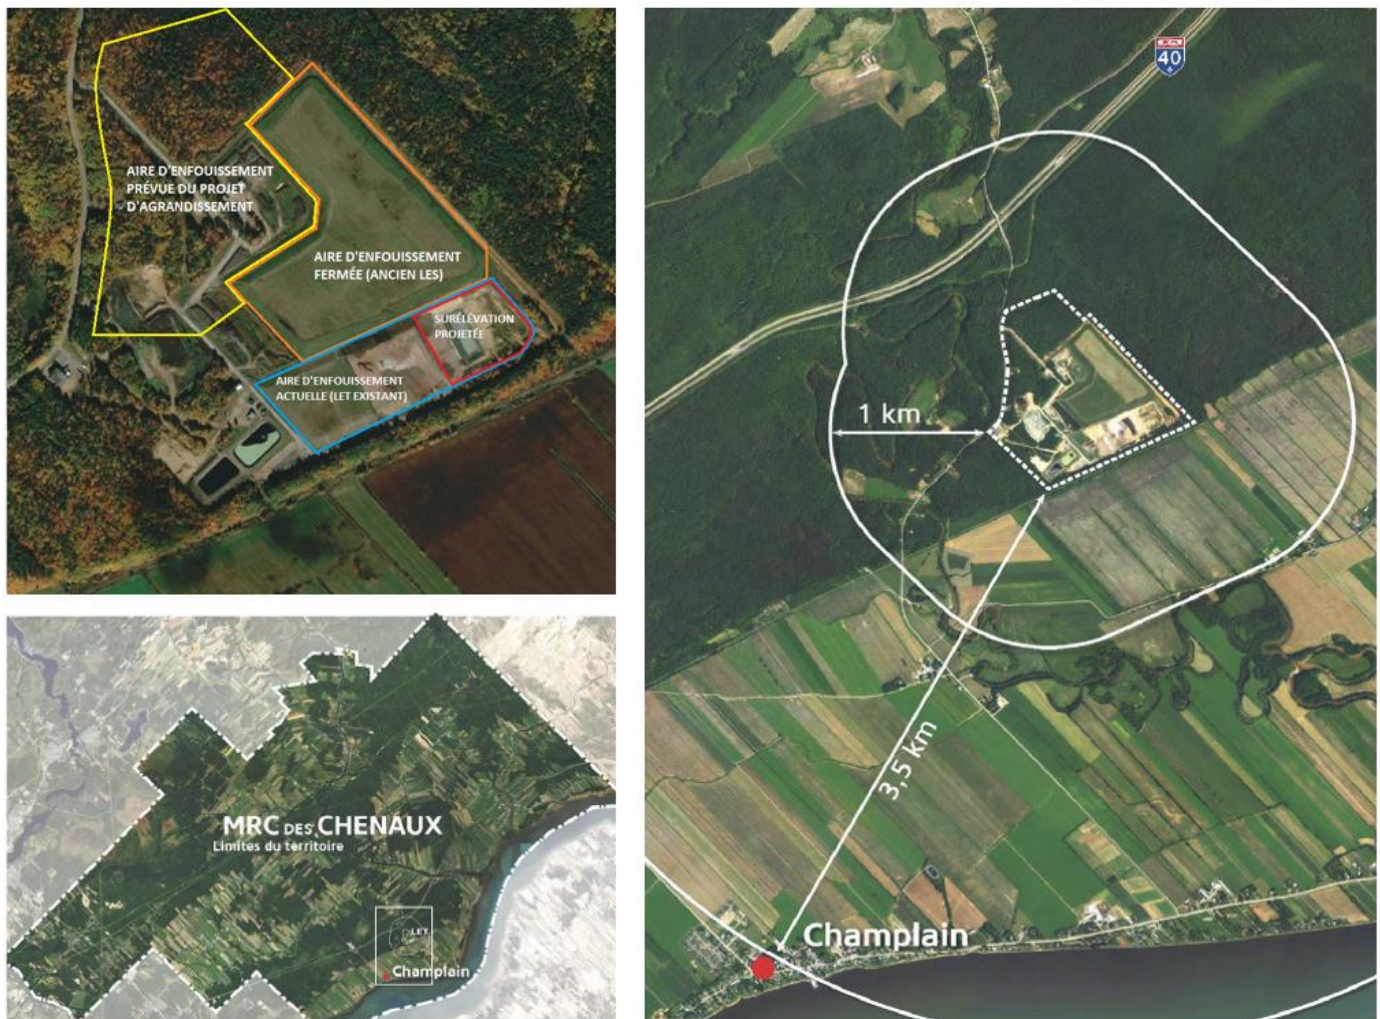 AIRE D'ENFOUISSEMENT
PRÉVUE DU PROJET
D'AGRANDISSEMENT
AIRE D'ENFOUISSEMENT
FERMÉE (ANCIEN LES)
SURÉLÉVATION
PROJETÉE
AIRE D'ENFOUISSEMENT
ACTUELLE (LET EXISTANT)
40
1 km
3,5 km
Champlain
MRC DES CHENAUX
Limites du territoire
LET
Champlain